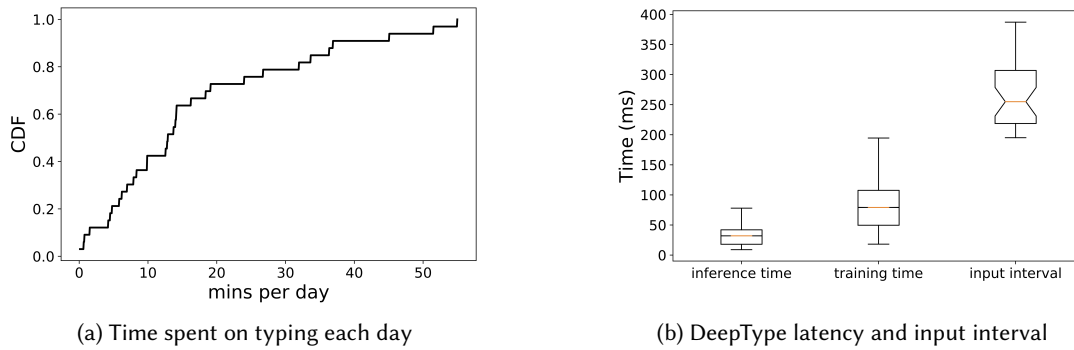 1.0
0.8
0.6
0.4
0.2
0.0
CDF
0 10 20 30 40 50
mins per day
(a) Time spent on typing each day
400
350
300
250
200
150
100
50
0
Time (ms)
inference time training time input interval
(b) DeepType latency and input interval